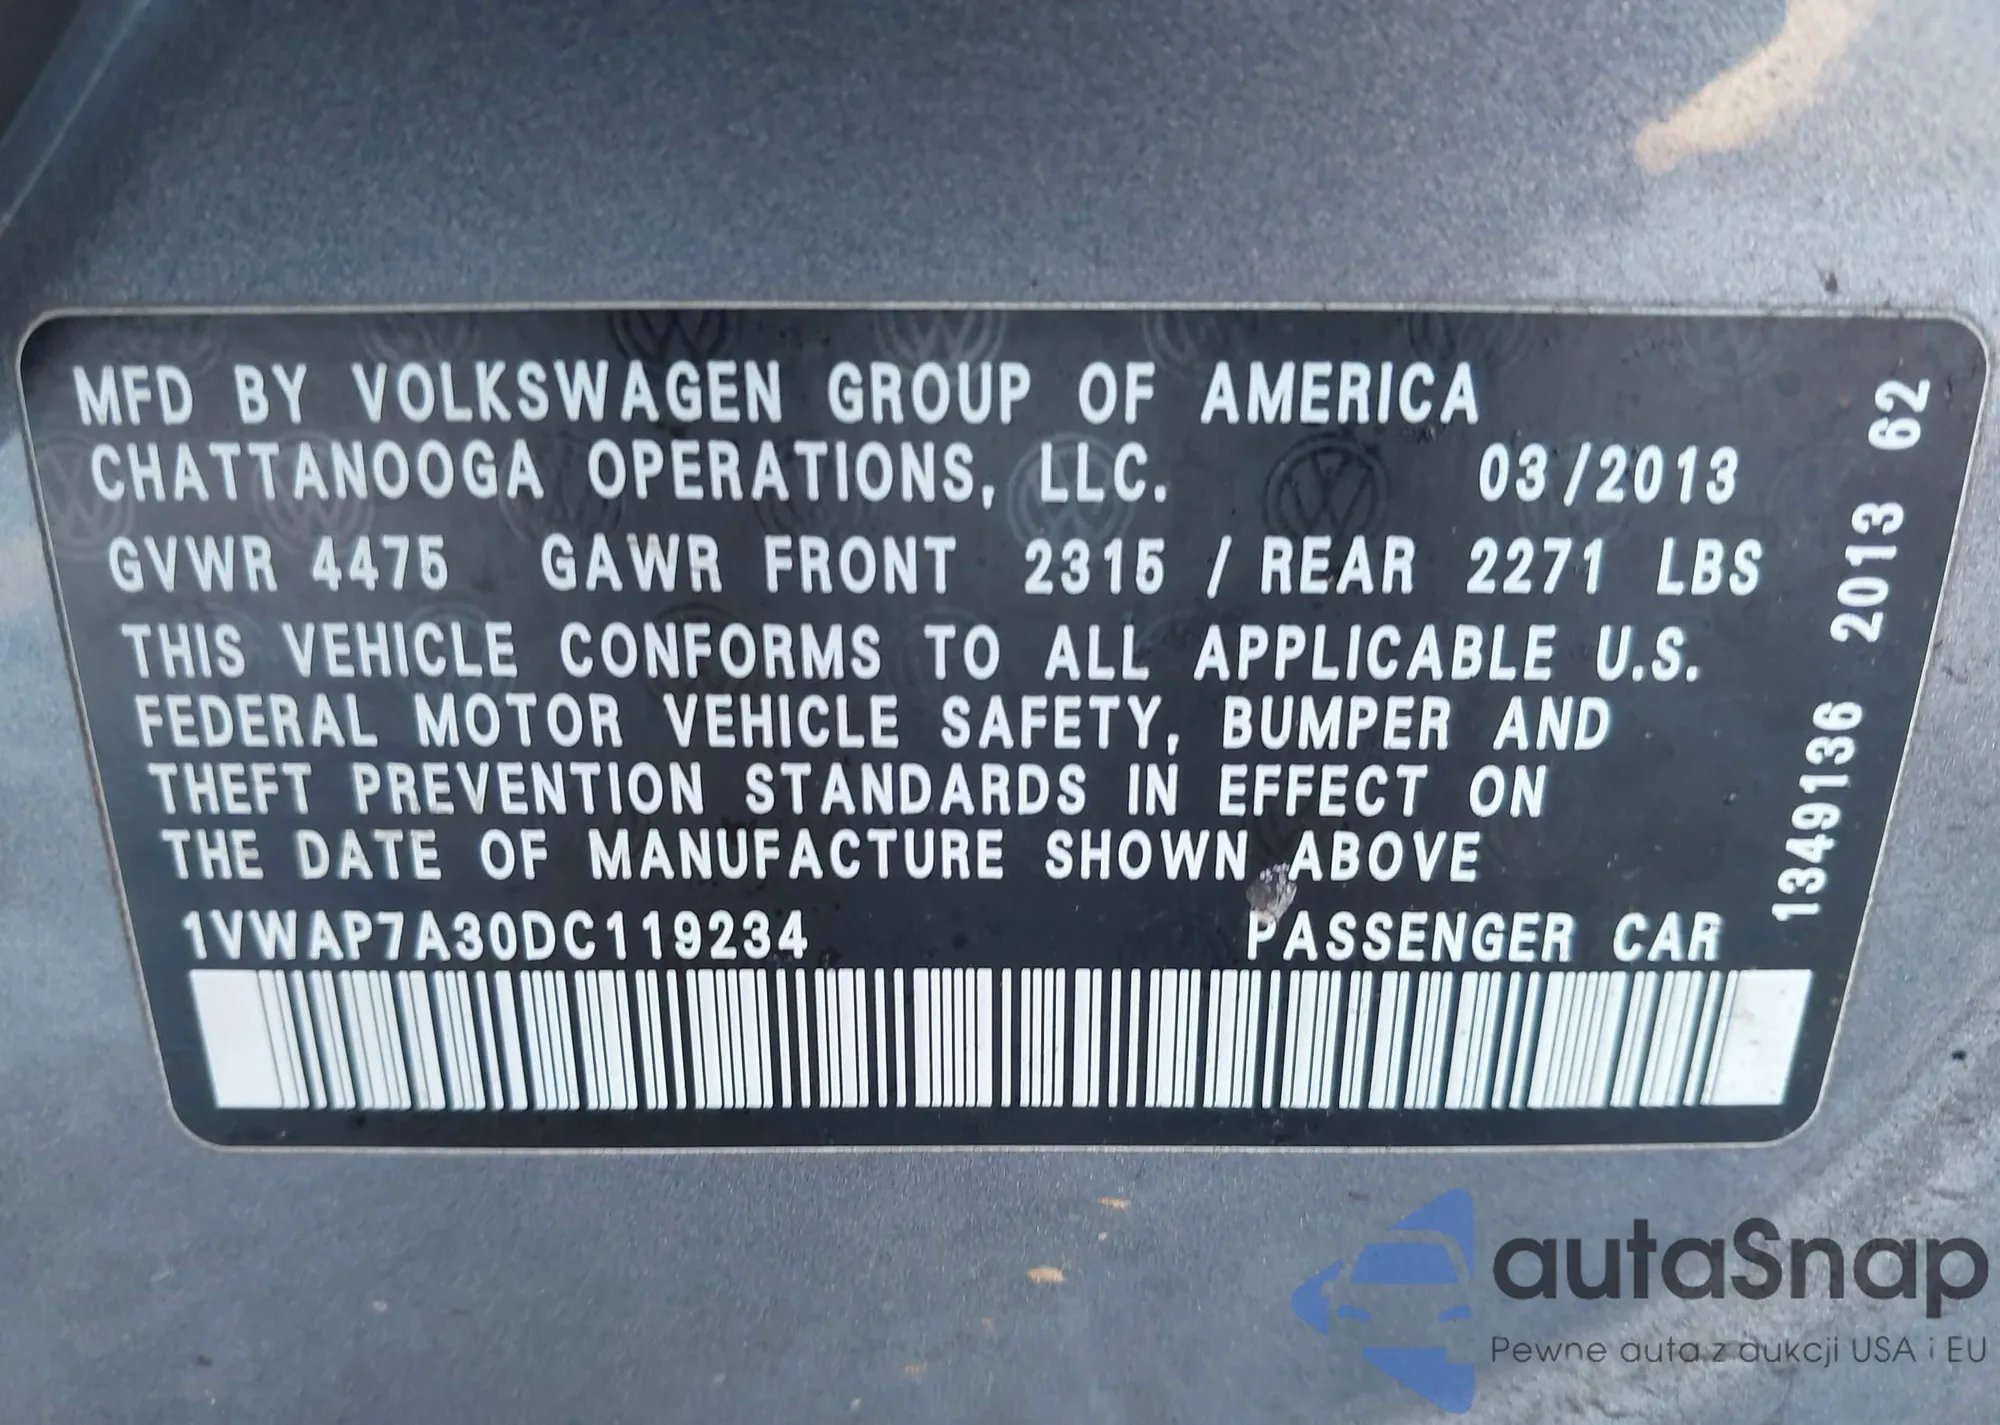 MFD BY VOLKSWAGEN GROUP OF AMERICA
CHATTANOOGA OPERATIONS, LLC. 03/2013
GVWR 4475 GAWR FRONT 2315 / REAR 2271 LBS
THIS VEHICLE CONFORMS TO ALL APPLICABLE U.S.
FEDERAL MOTOR VEHICLE SAFETY, BUMPER AND
THEFT PREVENTION STANDARDS IN EFFECT ON
THE DATE OF MANUFACTURE SHOWN ABOVE
1VWAP7A30DC119234 PASSENGER CAR
1349136 2013 62
autaSnap
Pewne auta z aukcji USA i EU